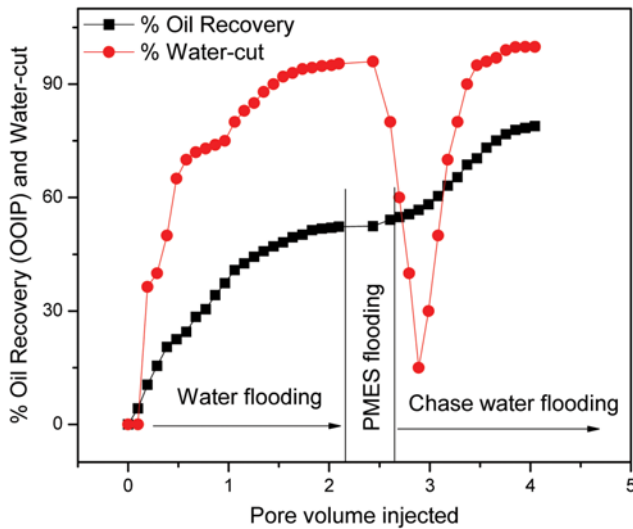 % Oil Recovery
% Water-cut
% Oil Recovery (OOIP) and Water-cut
90
60
30
0
Water flooding
PMES flooding
Chase water flooding
0 1 2 3 4 5
Pore volume injected